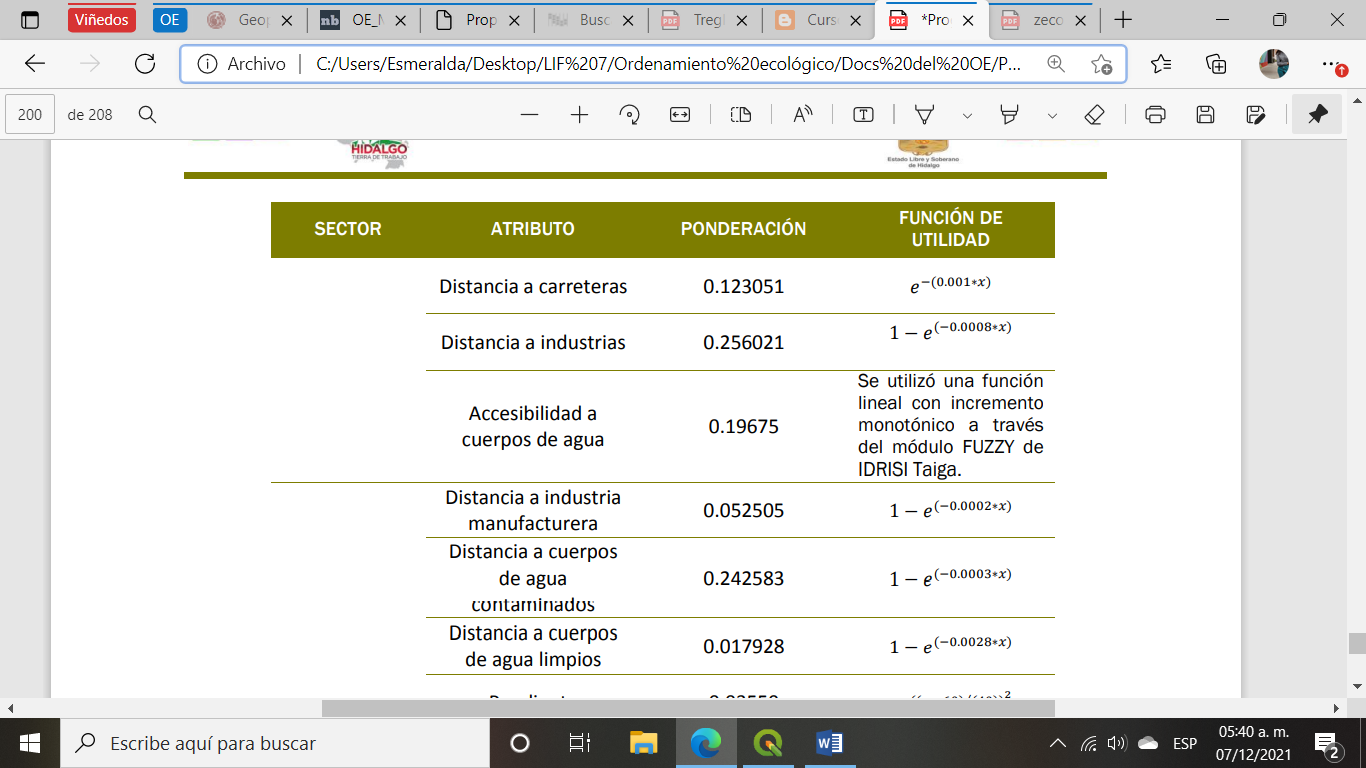 Viñedos
OE
Geo
OE_
Prop
Busc
Treg
Curs
*Pro
zeco
Archivo | C:/Users/Esmeralda/Desktop/LIF%207/Ordenamiento%20ecológico/Docs%20del%20OE/P...
200 de 208
HIDALGO
TIERRA DE TRABAJO
Estado Libre y Soberano
de Hidalgo
SECTOR ATRIBUTO PONDERACIÓN FUNCIÓN DE
UTILIDAD
Distancia a carreteras 0.123051 e^−(0.001∗x)
Distancia a industrias 0.256021 1 − e^(−0.0008∗x)
Accesibilidad a
cuerpos de agua
0.19675
Se utilizó una función
lineal con incremento
monotónico a través
del módulo FUZZY de
IDRISI Taiga.
Distancia a industria
manufacturera
0.052505 1 − e^(−0.0002∗x)
Distancia a cuerpos
de agua
contaminados
0.242583 1 − e^(−0.0003∗x)
Distancia a cuerpos
de agua limpios
0.017928 1 − e^(−0.0028∗x)
Escribe aquí para buscar
ESP
05:40 a. m.
07/12/2021
2